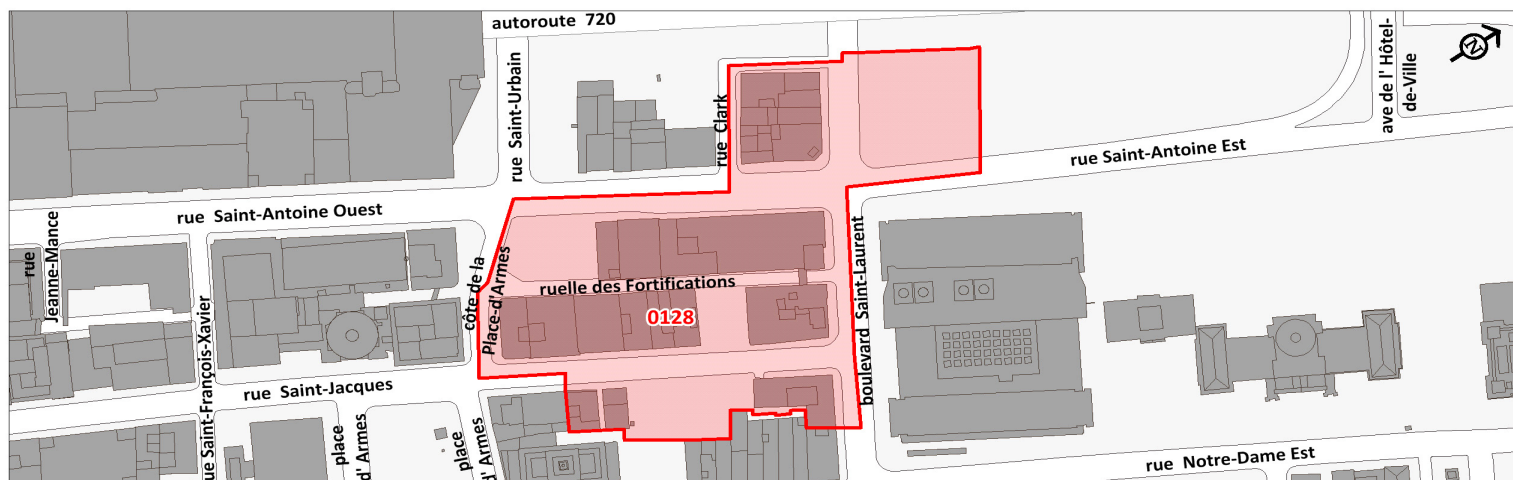 autoroute 720
rue Saint-Urbain
rue Clark
ave de l' Hôtel-
de-Ville
N
rue Saint-Antoine Est
rue Saint-Antoine Ouest
rue
Jeanne-Mance
rue Saint-François-Xavier
côte de la
Place-d'Armes
ruelle des Fortifications
0128
boulevard Saint-Laurent
rue Saint-Jacques
place
d' Armes
place
d' Armes
rue Notre-Dame Est